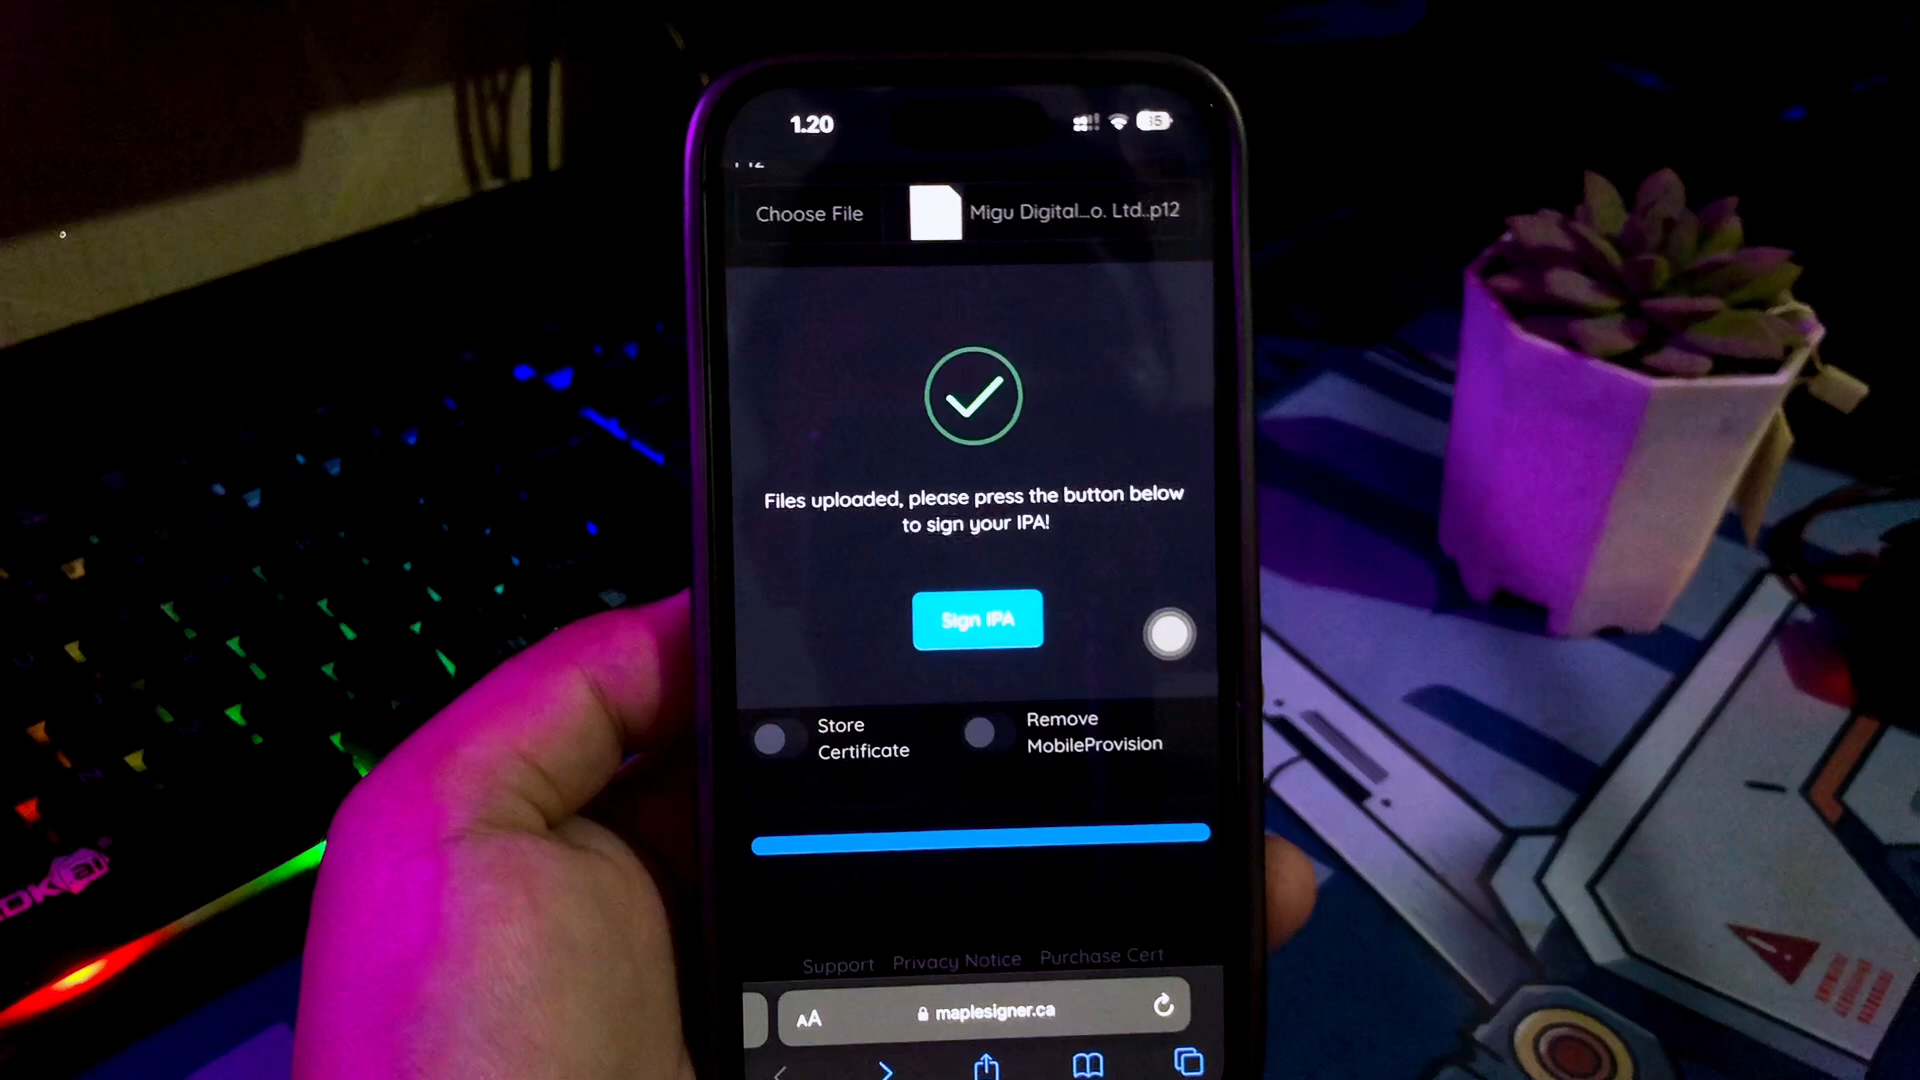 1.20
35
Choose File
Migu Digital...o. Ltd..p12
Files uploaded, please press the button below
to sign your IPA!
Sign IPA
Store
Certificate
Remove
MobileProvision
Support Privacy Notice Purchase Cert
AA
maplesigner.ca